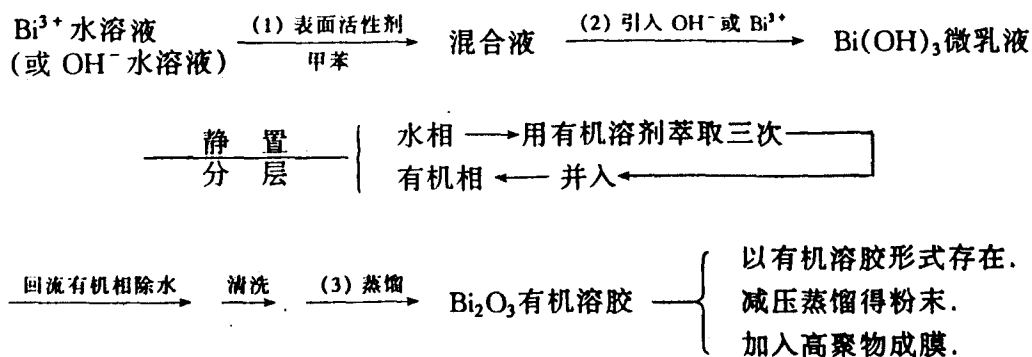 Bi³⁺水溶液
(或 OH⁻水溶液)
(1) 表面活性剂
甲苯
混合液
(2) 引入 OH⁻或 Bi³⁺
Bi(OH)₃微乳液
静 置
分 层
水相
用有机溶剂萃取三次
有机相
并入
回流有机相除水
清洗
(3) 蒸馏
Bi₂O₃有机溶胶
以有机溶胶形式存在.
减压蒸馏得粉末.
加入高聚物成膜.